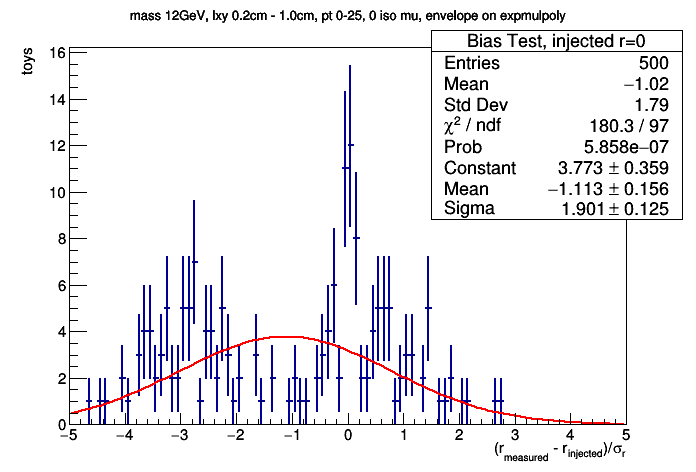 mass 12GeV, lxy 0.2cm - 1.0cm, pt 0-25, 0 iso mu, envelope on expmulpoly
Bias Test, injected r=0
Entries 500
Mean −1.02
Std Dev 1.79
χ² / ndf 180.3 / 97
Prob 5.858e−07
Constant 3.773 ± 0.359
Mean −1.113 ± 0.156
Sigma 1.901 ± 0.125
toys
16
14
12
10
8
6
4
2
0
−5 −4 −3 −2 −1 0 1 2 3 4 5
(r_measured - r_injected)/σ_r